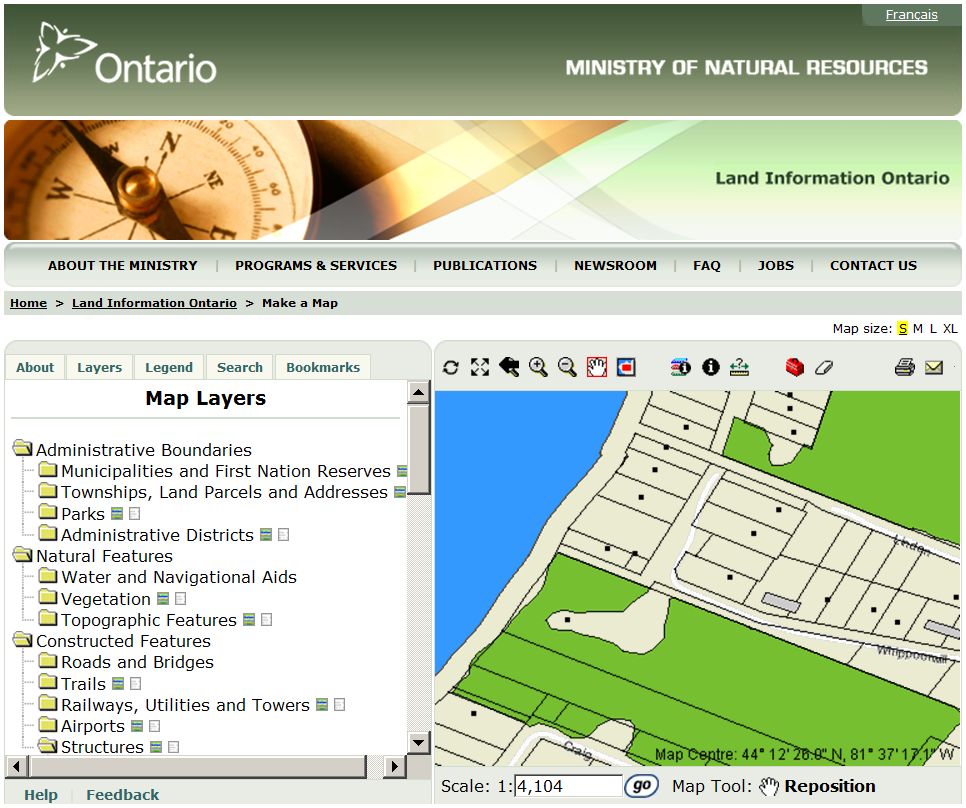 Français
Ontario
MINISTRY OF NATURAL RESOURCES
N
W
NE
Land Information Ontario
ABOUT THE MINISTRY | PROGRAMS & SERVICES | PUBLICATIONS | NEWSROOM | FAQ | JOBS | CONTACT US
Home > Land Information Ontario > Make a Map
Map size: S M L XL
About Layers Legend Search Bookmarks
Map Layers
Administrative Boundaries
Municipalities and First Nation Reserves
Townships, Land Parcels and Addresses
Parks
Administrative Districts
Natural Features
Water and Navigational Aids
Vegetation
Topographic Features
Constructed Features
Roads and Bridges
Trails
Railways, Utilities and Towers
Airports
Structures
Help | Feedback
Craig
Map Centre: 44° 12' 26.0" N, 81° 37' 17.1" W
Scale: 1: 4,104 go Map Tool: Reposition